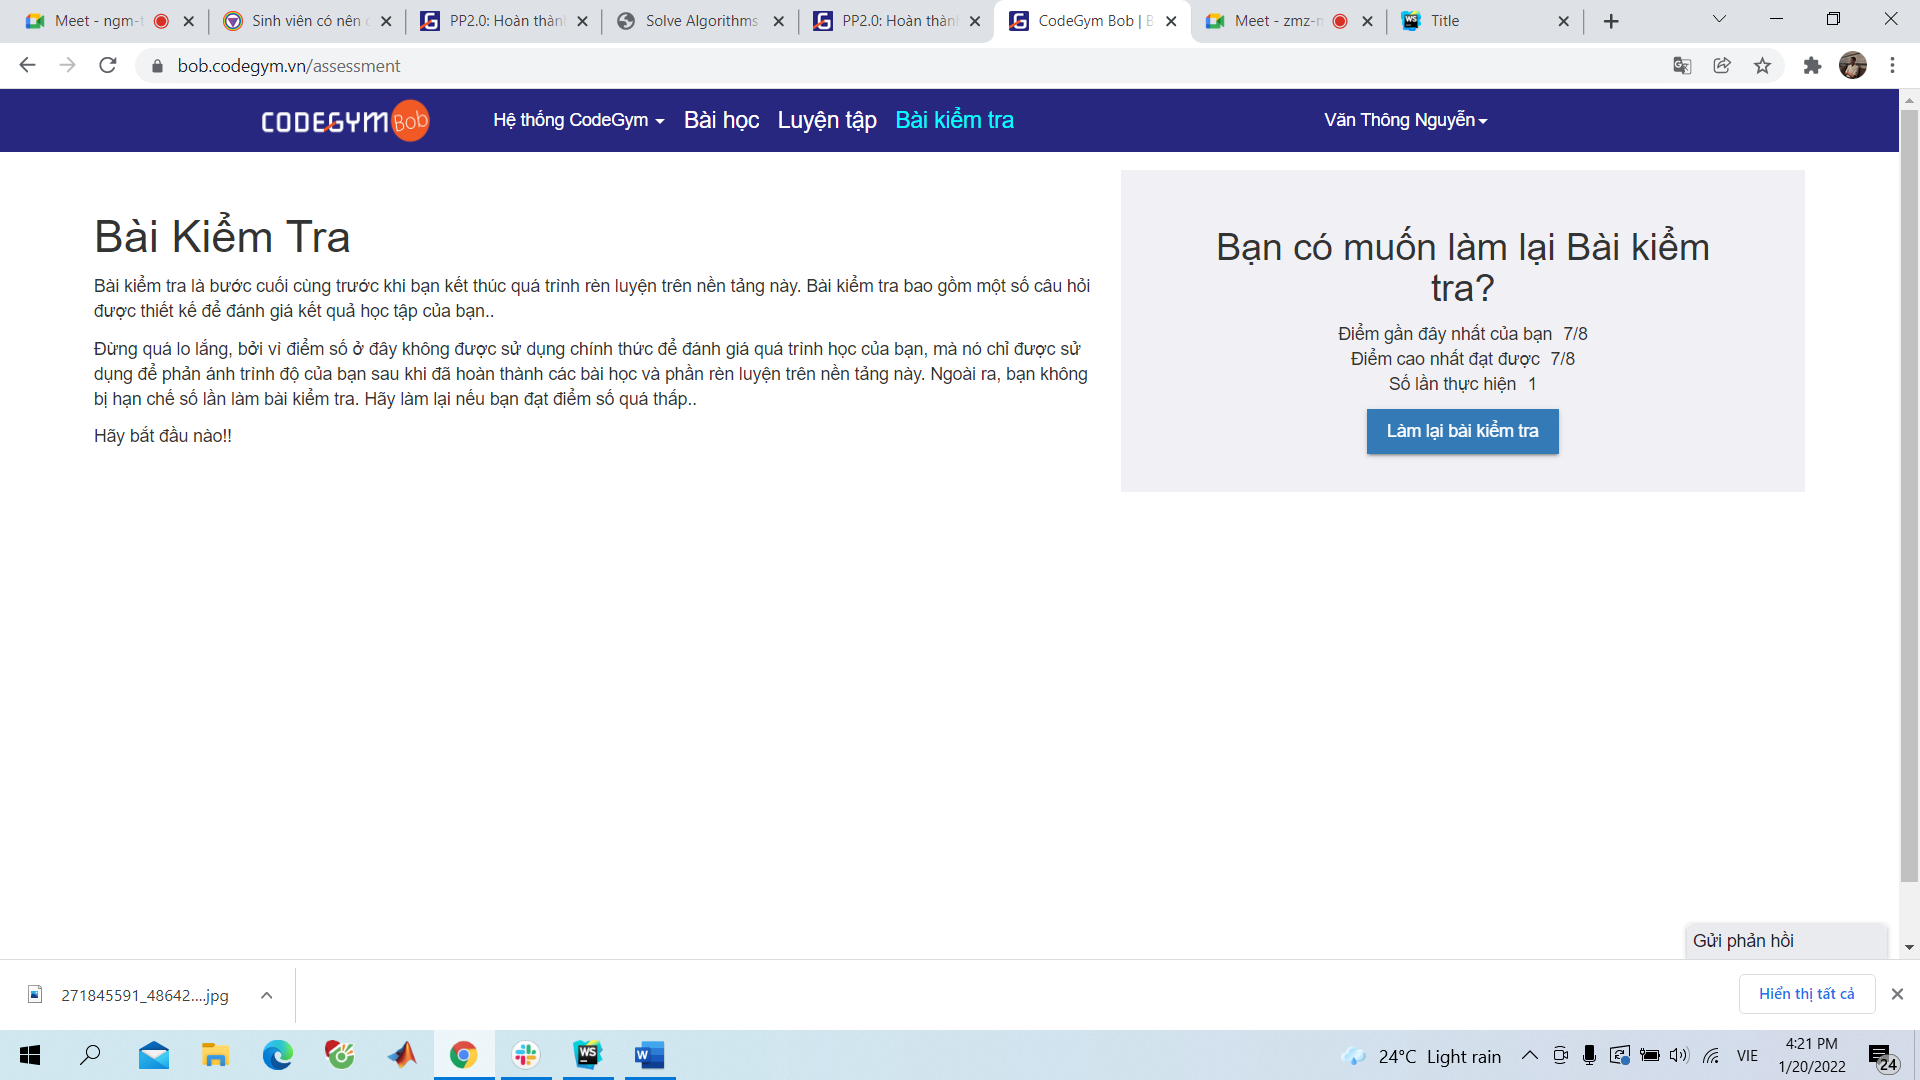 Meet - ngm-t
Sinh viên có nên
PP2.0: Hoàn thàn
Solve Algorithms
PP2.0: Hoàn thàn
CodeGym Bob | B
Meet - zmz-n
WS
Title
bob.codegym.vn/assessment
CODEGYM Bob
Hệ thống CodeGym
Bài học
Luyện tập
Bài kiểm tra
Văn Thông Nguyễn
Bài Kiểm Tra
Bài kiểm tra là bước cuối cùng trước khi bạn kết thúc quá trình rèn luyện trên nền tảng này. Bài kiểm tra bao gồm một số câu hỏi
được thiết kế để đánh giá kết quả học tập của bạn..
Đừng quá lo lắng, bởi vì điểm số ở đây không được sử dụng chính thức để đánh giá quá trình học của bạn, mà nó chỉ được sử
dụng để phản ánh trình độ của bạn sau khi đã hoàn thành các bài học và phần rèn luyện trên nền tảng này. Ngoài ra, bạn không
bị hạn chế số lần làm bài kiểm tra. Hãy làm lại nếu bạn đạt điểm số quá thấp..
Hãy bắt đầu nào!!
Bạn có muốn làm lại Bài kiểm
tra?
Điểm gần đây nhất của bạn 7/8
Điểm cao nhất đạt được 7/8
Số lần thực hiện 1
Làm lại bài kiểm tra
Gửi phản hồi
271845591_48642....jpg
Hiển thị tất cả
WS
W
24°C Light rain
VIE
4:21 PM
1/20/2022
24